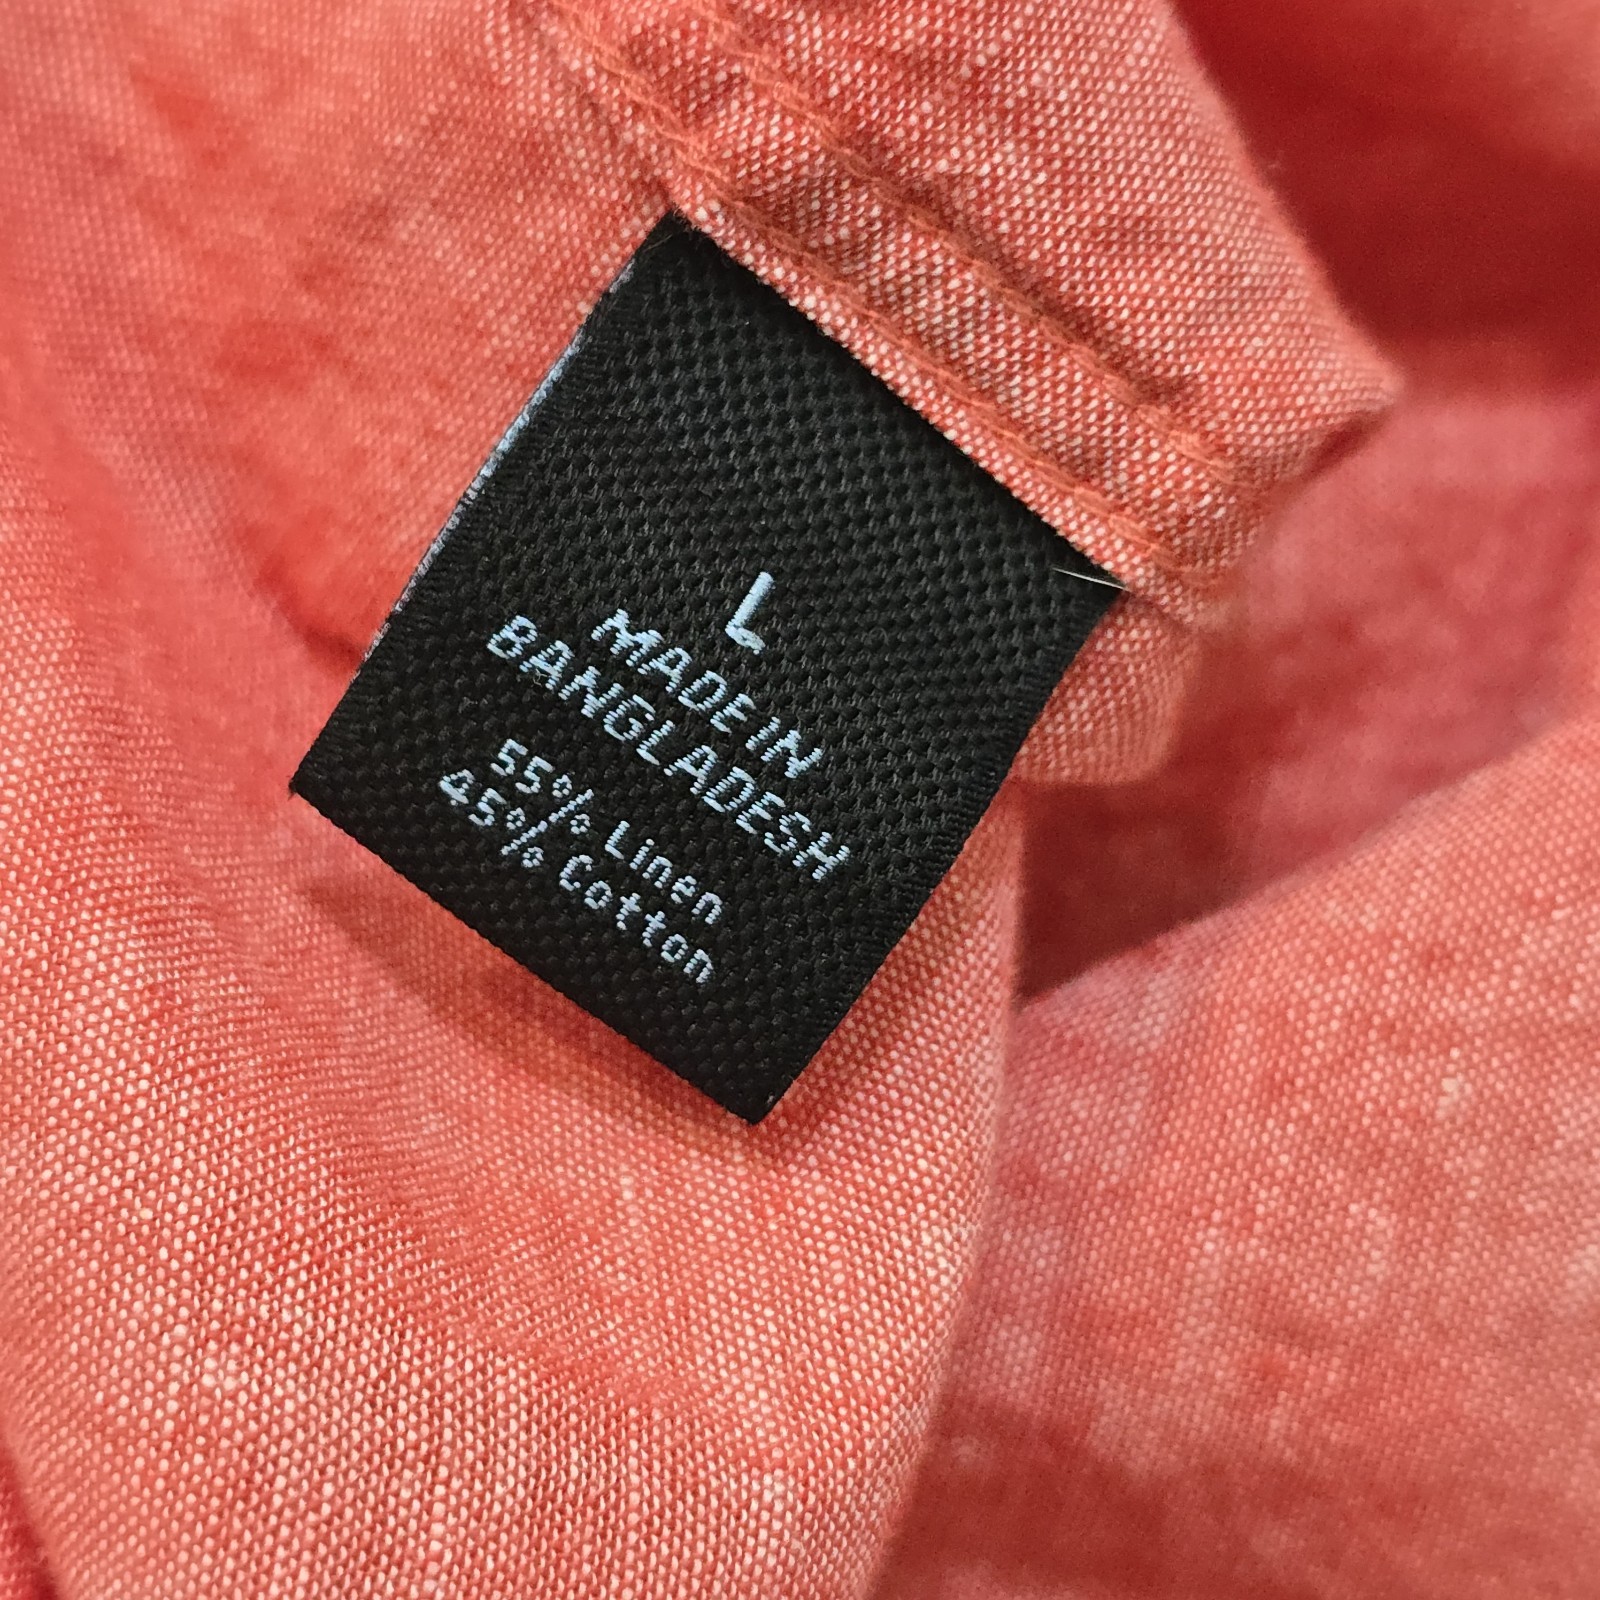 L
MADE IN
BANGLADESH
55% Linen
45% Cotton